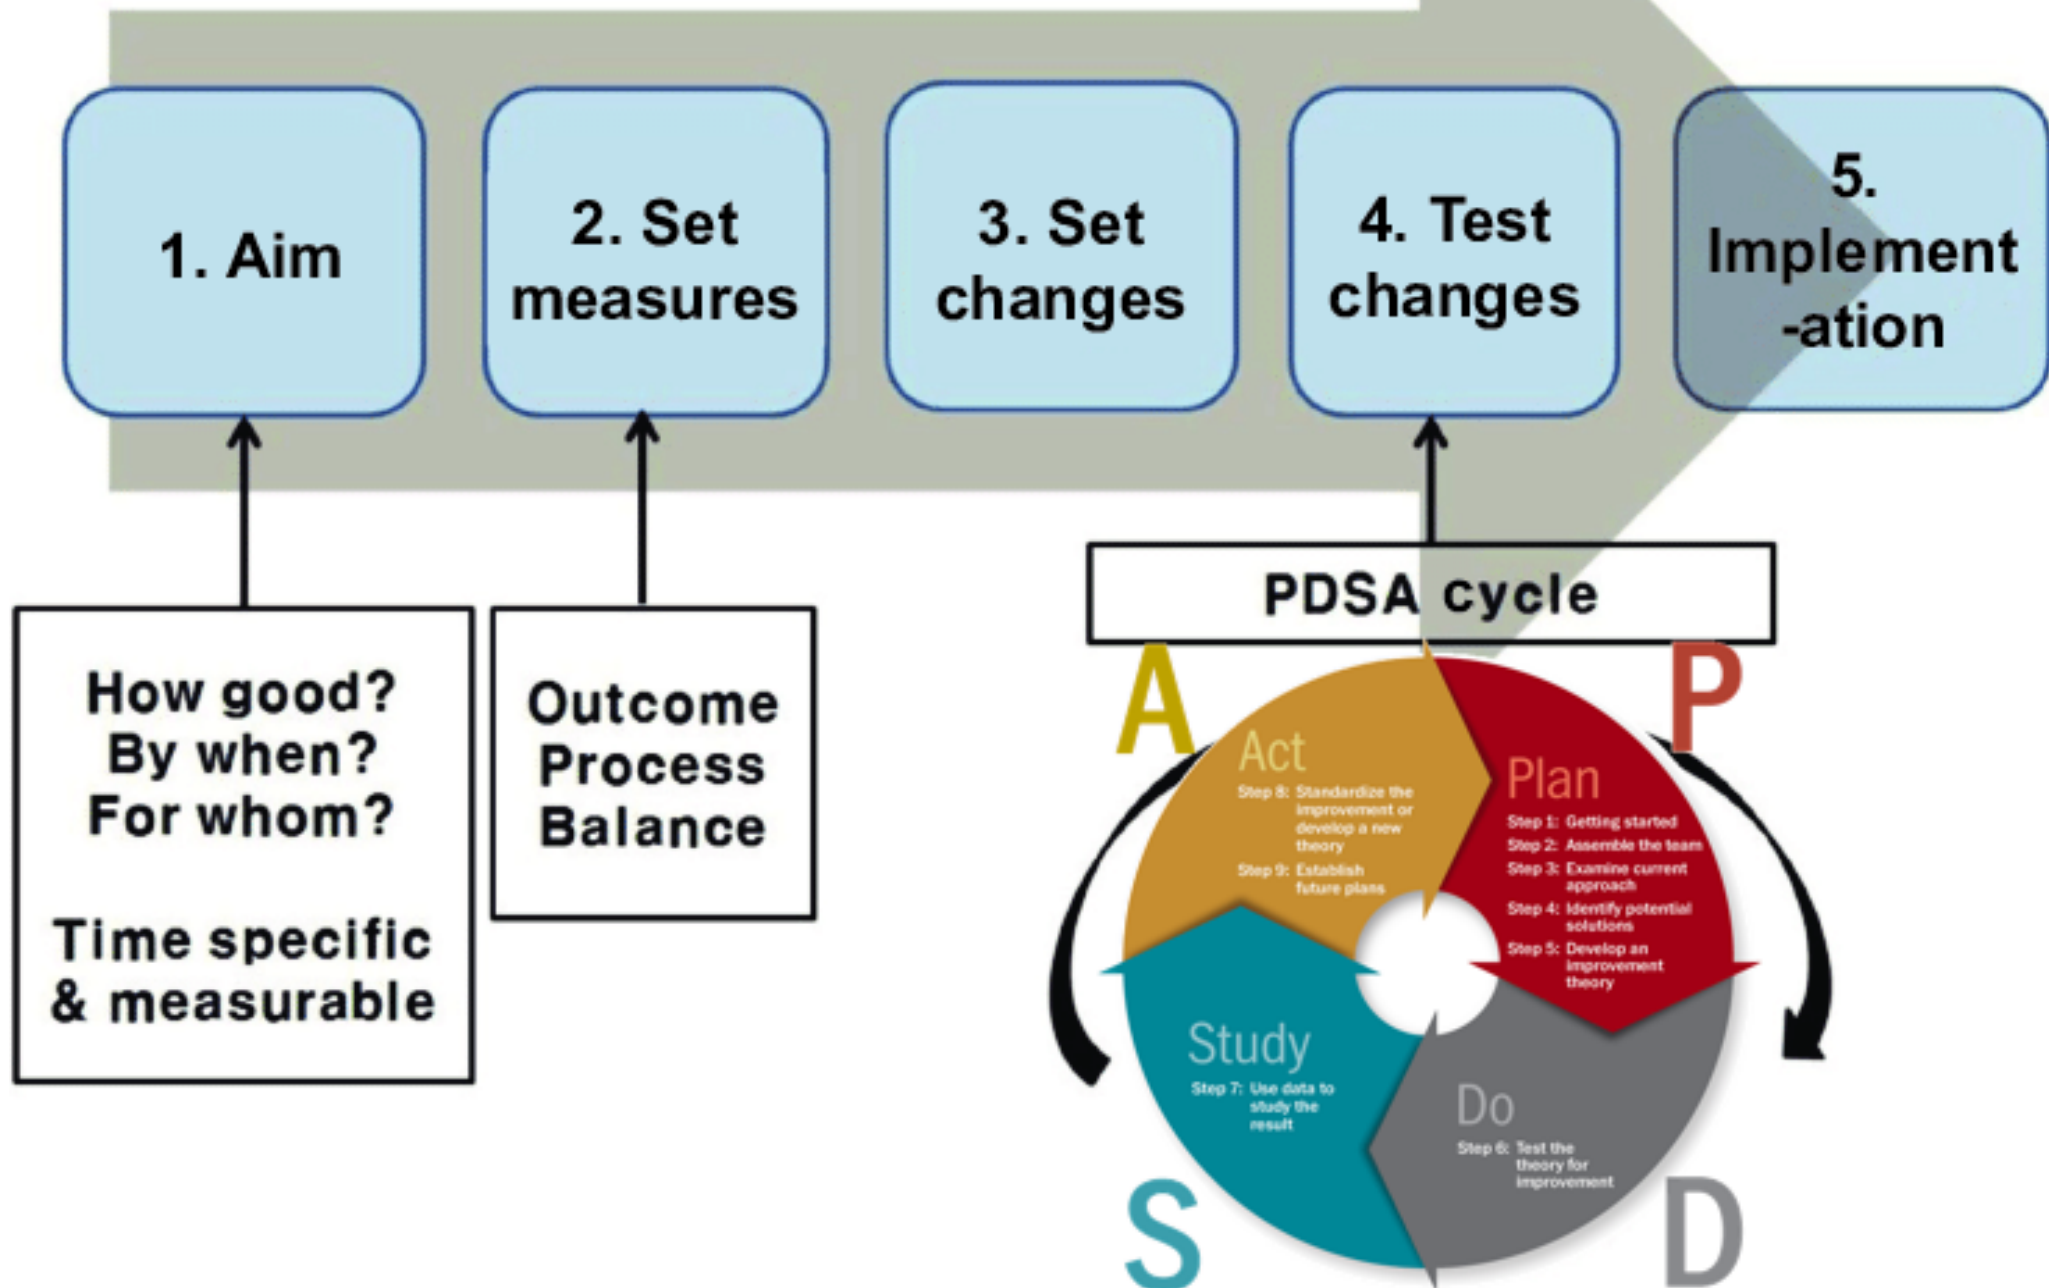 1. Aim
2. Set
measures
3. Set
changes
4. Test
changes
5.
Implement
-ation
How good?
By when?
For whom?
Time specific
& measurable
Outcome
Process
Balance
PDSA cycle
A
P
Act
Step 8: Standardize the
improvement or
develop a new
theory
Step 9: Establish
future plans
Plan
Step 1: Getting started
Step 2: Assemble the team
Step 3: Examine current
approach
Step 4: Identify potential
solutions
Step 5: Develop an
improvement
theory
Study
Step 7: Use data to
study the
result
Do
Step 6: Test the
theory for
improvement
S
D